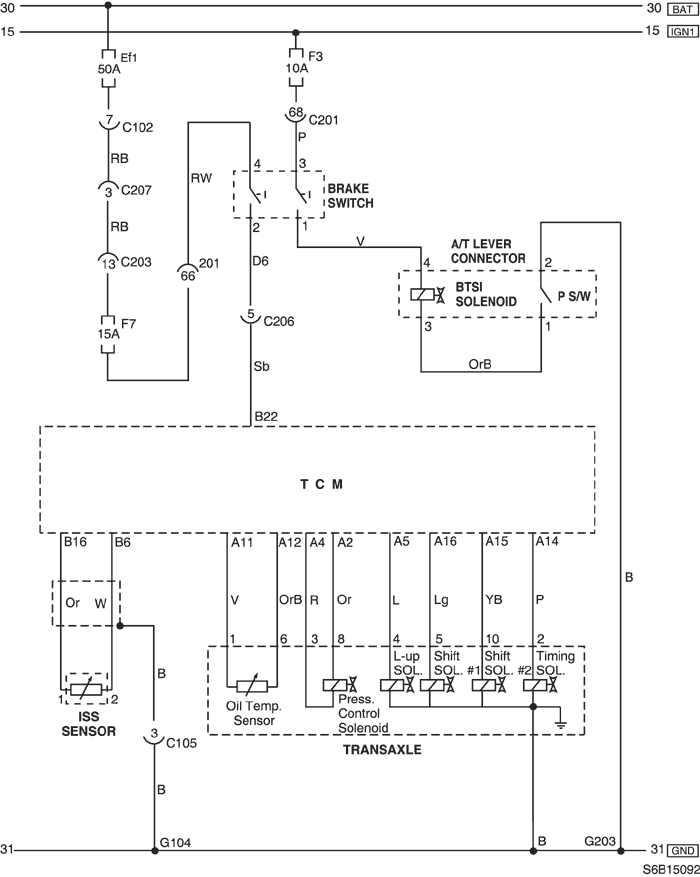 30
30 BAT
15
15 IGN1
Ef1
50A
F3
10A
7 C102
68 C201
P
RB
RW
4 3
3 C207
BRAKE
SWITCH
RB
2 1
V
A/T LEVER
CONNECTOR
13 C203
201
66
D6
4 2
BTSI
SOLENOID
P S/W
F7
15A
5 C206
3 1
OrB
Sb
B22
T C M
B16 B6 A11 A12 A4 A2 A5 A16 A15 A14
B
Or W V OrB R Or L Lg YB P
1 6 3 8 4 5 10 2
L-up
SOL.
Shift
SOL. #1
Shift
SOL. #2
Timing
SOL.
B
1 2
ISS
SENSOR
Oil Temp.
Sensor
Press.
Control
Solenoid
3 C105
TRANSAXLE
B
G104
B
G203
31
31 GND
S6B15092